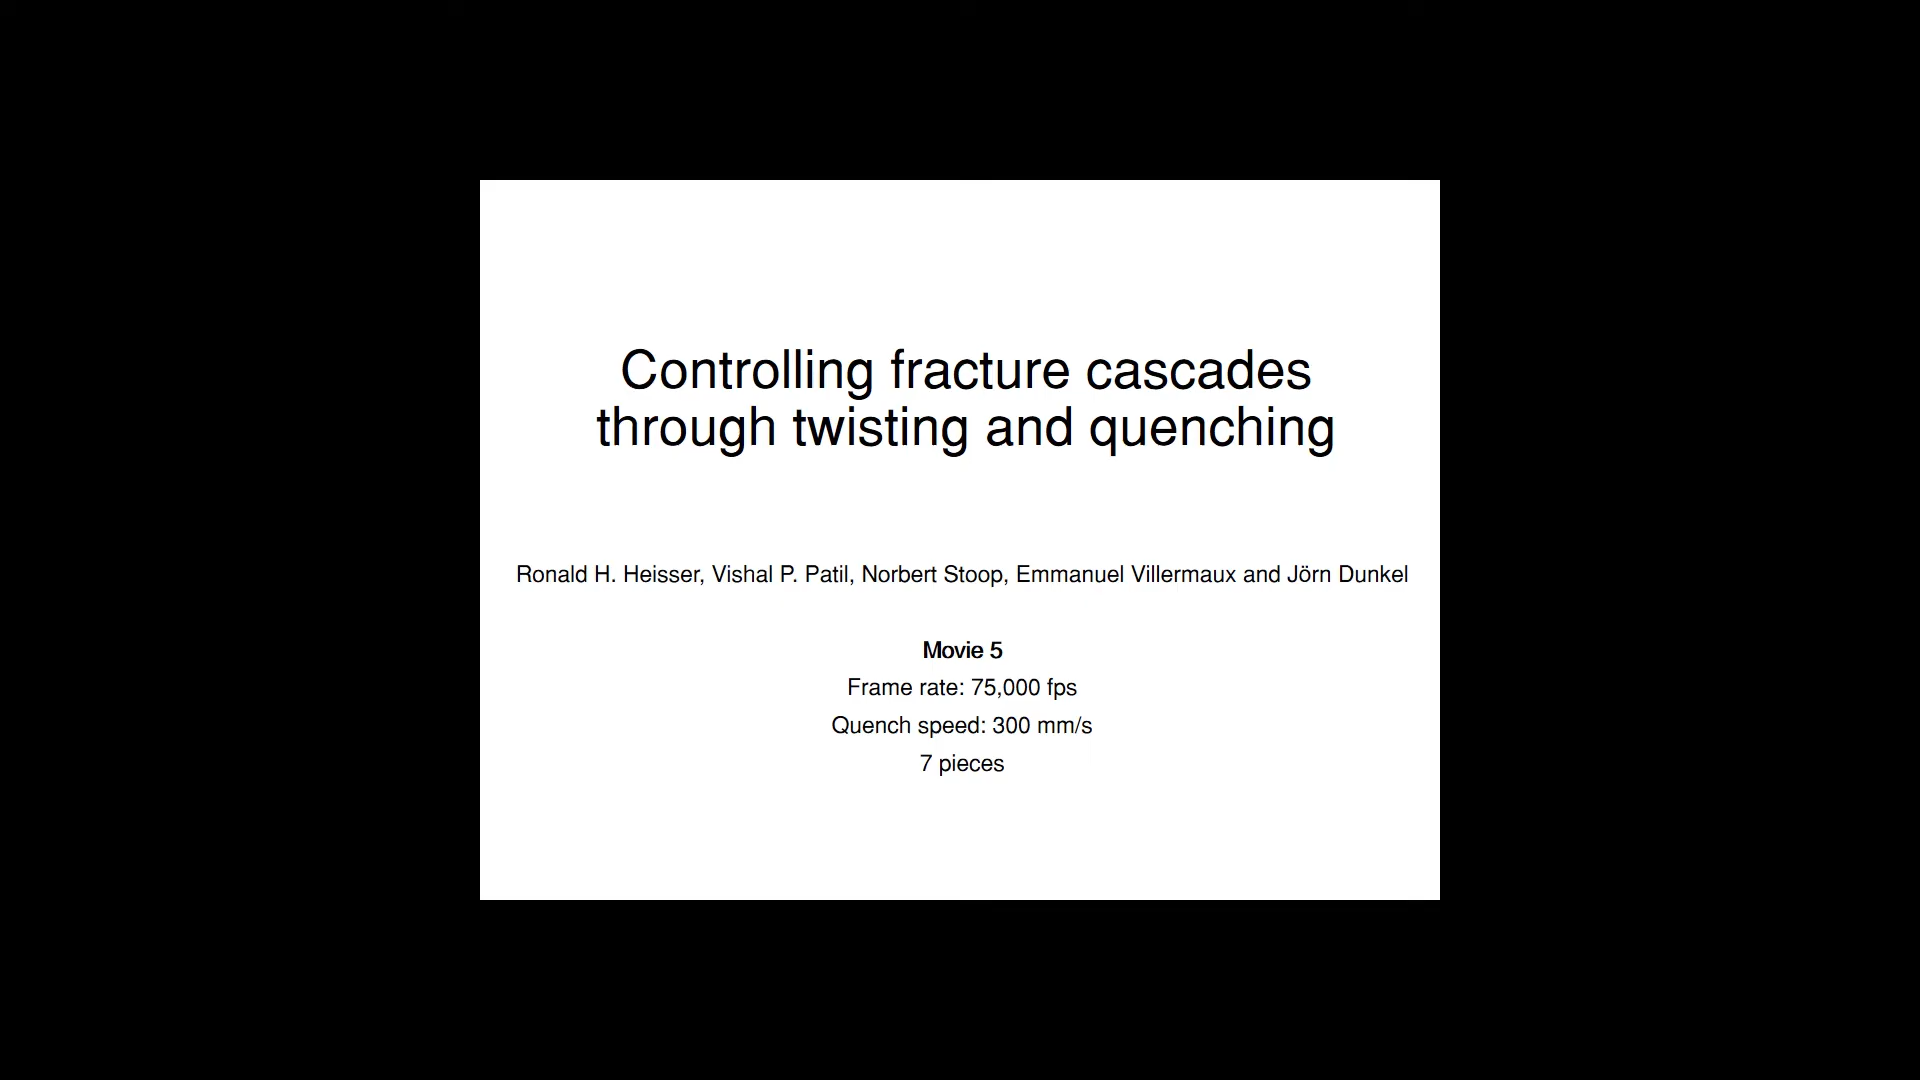 Controlling fracture cascades
through twisting and quenching
Ronald H. Heisser, Vishal P. Patil, Norbert Stoop, Emmanuel Villermaux and Jörn Dunkel
Movie 5
Frame rate: 75,000 fps
Quench speed: 300 mm/s
7 pieces